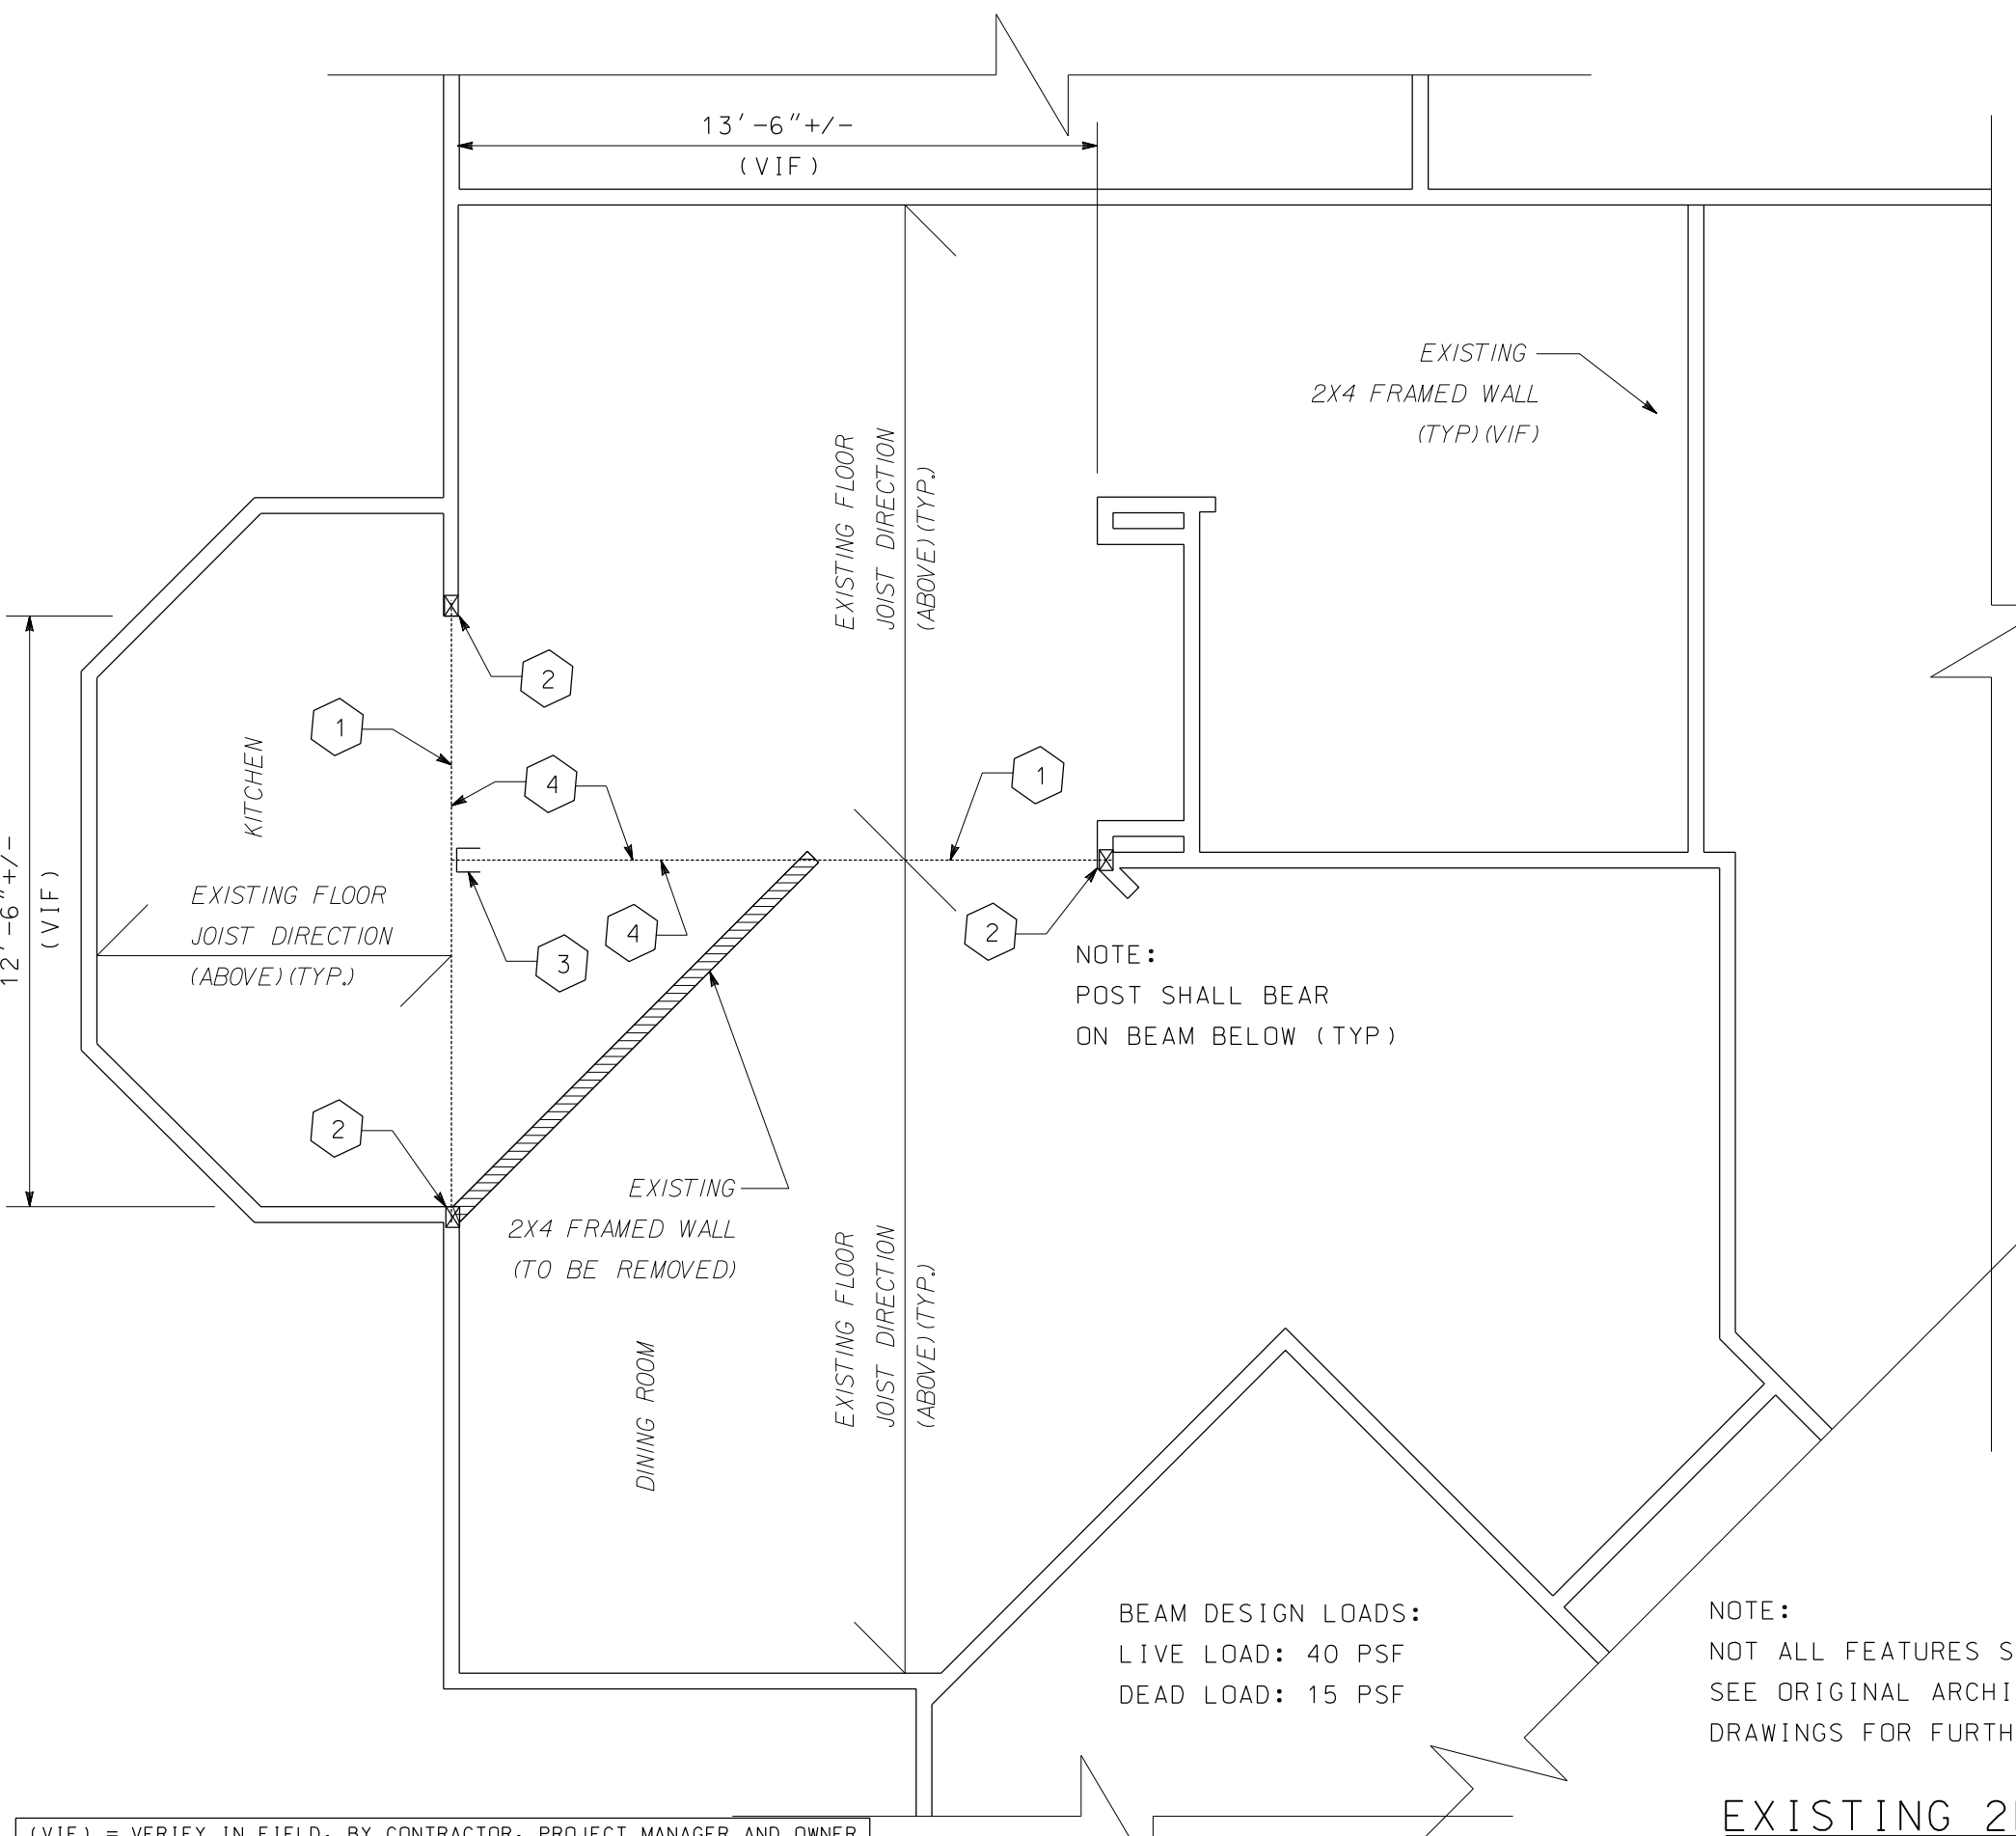 13'-6"+/-
(VIF)
EXISTING
2X4 FRAMED WALL
(TYP)(VIF)
EXISTING FLOOR
JOIST DIRECTION
(ABOVE)(TYP.)
2
1
4
1
KITCHEN
12'-6"+/-
(VIF)
EXISTING FLOOR
JOIST DIRECTION
(ABOVE)(TYP.)
3
4
2
NOTE:
POST SHALL BEAR
ON BEAM BELOW (TYP)
2
EXISTING
2X4 FRAMED WALL
(TO BE REMOVED)
EXISTING FLOOR
JOIST DIRECTION
(ABOVE)(TYP.)
DINING ROOM
BEAM DESIGN LOADS:
LIVE LOAD: 40 PSF
DEAD LOAD: 15 PSF
NOTE:
NOT ALL FEATURES S
SEE ORIGINAL ARCHI
DRAWINGS FOR FURTH
EXISTING 2
(VIF) = VERIFY IN FIELD, BY CONTRACTOR, PROJECT MANAGER AND OWNER